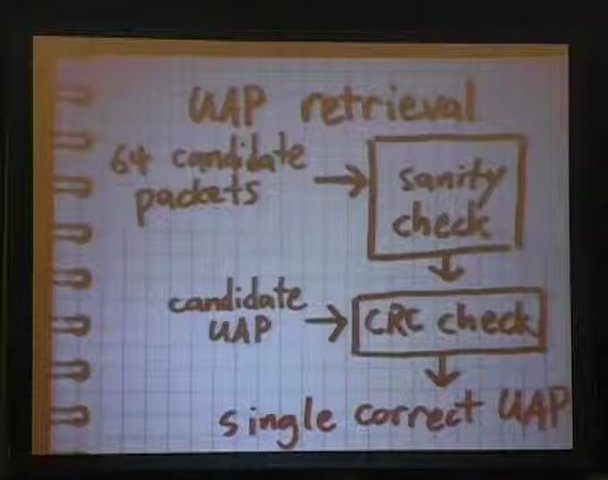 UAP retrieval
64 candidate
packets
sanity
check
candidate
UAP
CRC check
single correct UAP